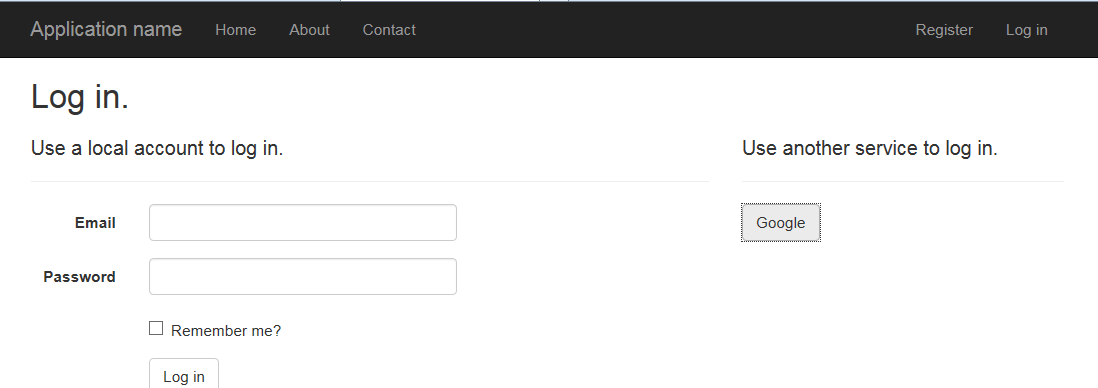 Application name Home About Contact Register Log in
Log in.
Use a local account to log in.
Use another service to log in.
Email
Google
Password
Remember me?
Log in